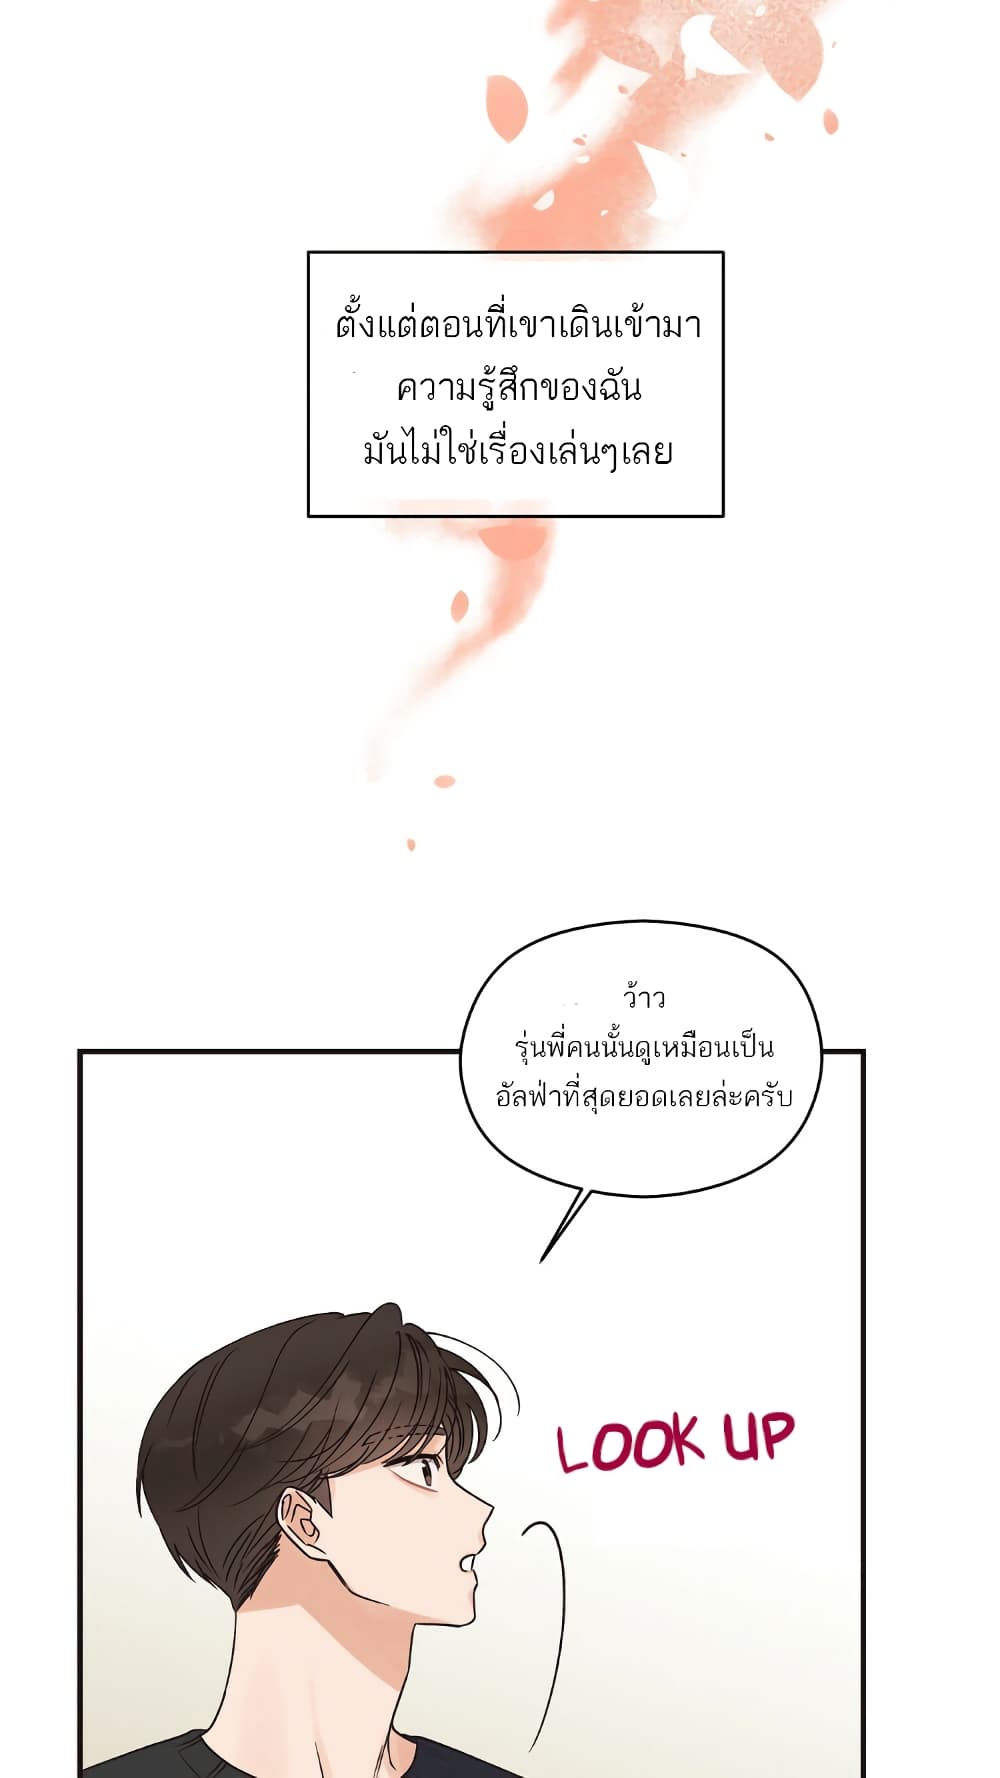 ตั้งแต่ตอนที่เขาเดินเข้ามา
ความรู้สึกของฉัน
มันไม่ใช่เรื่องเล่นๆเลย
ว้าว
รุ่นพี่คนนั้นดูเหมือนเป็น
อัลฟ่าที่สุดยอดเลยล่ะครับ
LOOK UP